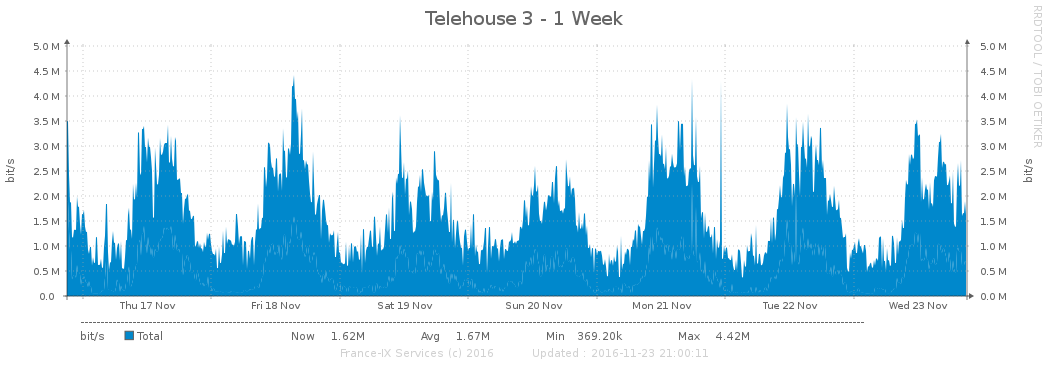 Telehouse 3 - 1 Week
RRDTOOL / TOBI OETIKER
bit/s
bit/s
5.0 M 5.0 M
4.5 M 4.5 M
4.0 M 4.0 M
3.5 M 3.5 M
3.0 M 3.0 M
2.5 M 2.5 M
2.0 M 2.0 M
1.5 M 1.5 M
1.0 M 1.0 M
0.5 M 0.5 M
0.0 0.0 M
Thu 17 Nov Fri 18 Nov Sat 19 Nov Sun 20 Nov Mon 21 Nov Tue 22 Nov Wed 23 Nov
bit/s Total Now 1.62M Avg 1.67M Min 369.20k Max 4.42M
France-IX Services (c) 2016 Updated : 2016-11-23 21:00:11